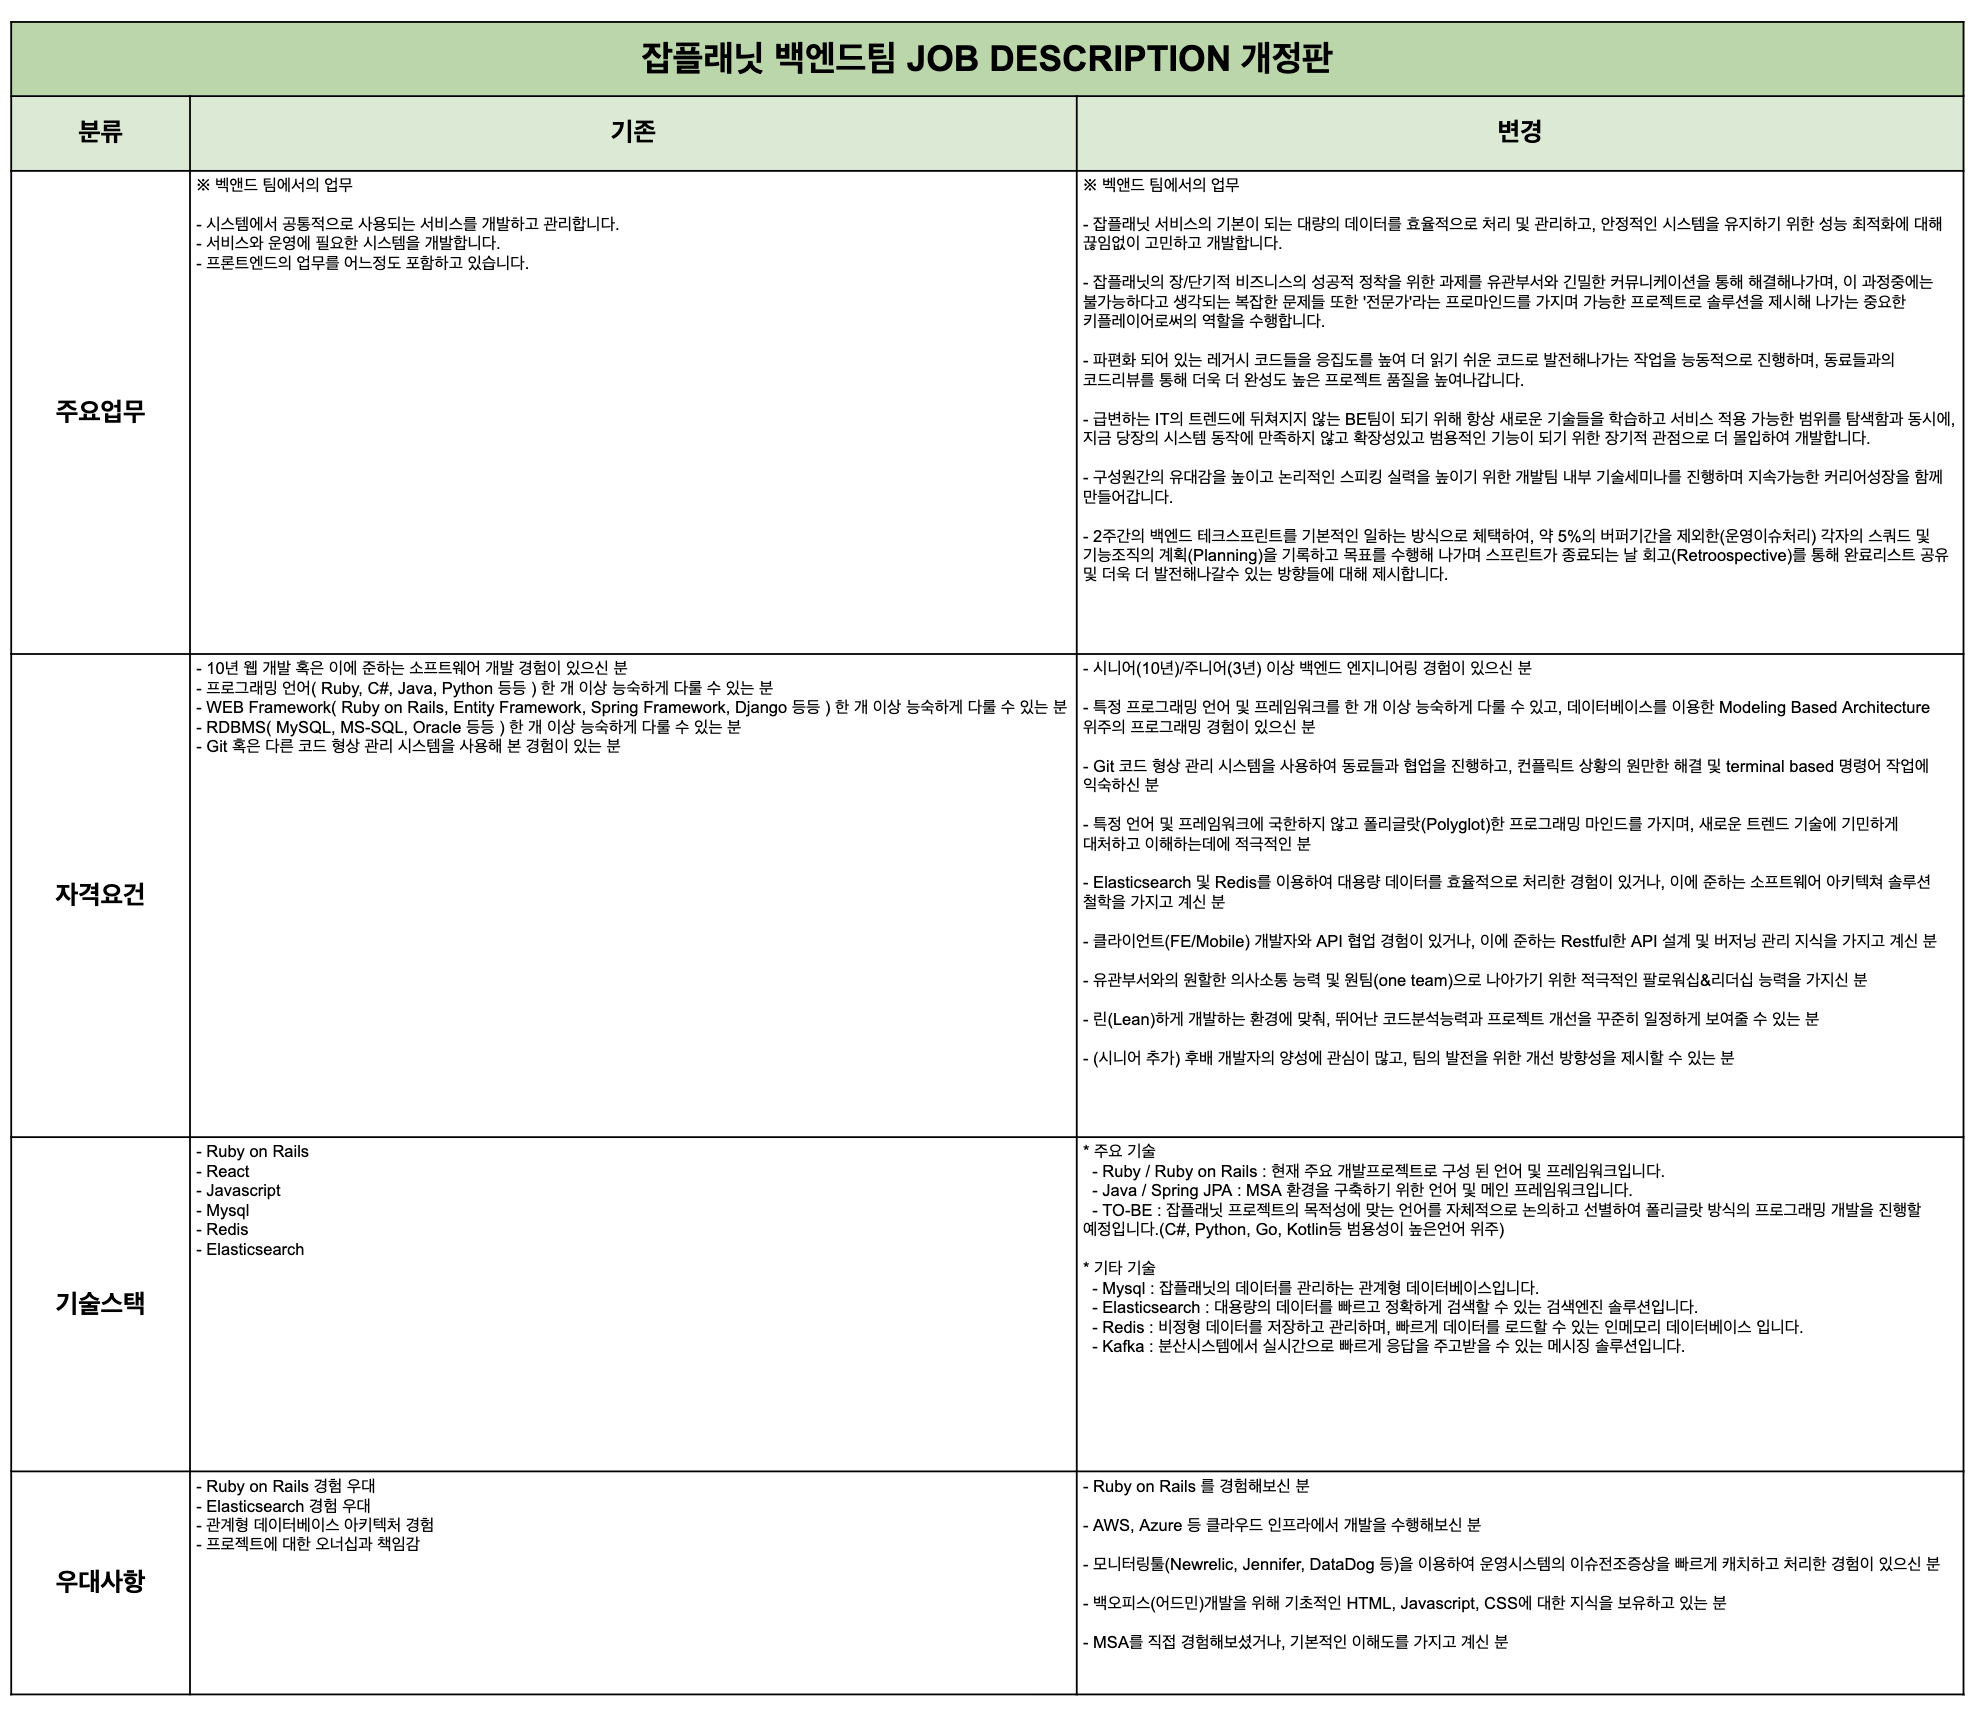 잡플래닛 백엔드팀 JOB DESCRIPTION 개정판
분류
기존
변경
주요업무
※ 벡앤드 팀에서의 업무
- 시스템에서 공통적으로 사용되는 서비스를 개발하고 관리합니다.
- 서비스와 운영에 필요한 시스템을 개발합니다.
- 프론트엔드의 업무를 어느정도 포함하고 있습니다.
※ 벡앤드 팀에서의 업무
- 잡플래닛 서비스의 기본이 되는 대량의 데이터를 효율적으로 처리 및 관리하고, 안정적인 시스템을 유지하기 위한 성능 최적화에 대해
끊임없이 고민하고 개발합니다.
- 잡플래닛의 장/단기적 비즈니스의 성공적 정착을 위한 과제를 유관부서와 긴밀한 커뮤니케이션을 통해 해결해나가며, 이 과정중에는
불가능하다고 생각되는 복잡한 문제들 또한 '전문가'라는 프로마인드를 가지며 가능한 프로젝트로 솔루션을 제시해 나가는 중요한
키플레이어로써의 역할을 수행합니다.
- 파편화 되어 있는 레거시 코드들을 응집도를 높여 더 읽기 쉬운 코드로 발전해나가는 작업을 능동적으로 진행하며, 동료들과의
코드리뷰를 통해 더욱 더 완성도 높은 프로젝트 품질을 높여나갑니다.
- 급변하는 IT의 트렌드에 뒤쳐지지 않는 BE팀이 되기 위해 항상 새로운 기술들을 학습하고 서비스 적용 가능한 범위를 탐색함과 동시에,
지금 당장의 시스템 동작에 만족하지 않고 확장성있고 범용적인 기능이 되기 위한 장기적 관점으로 더 몰입하여 개발합니다.
- 구성원간의 유대감을 높이고 논리적인 스피킹 실력을 높이기 위한 개발팀 내부 기술세미나를 진행하며 지속가능한 커리어성장을 함께
만들어갑니다.
- 2주간의 백엔드 테크스프린트를 기본적인 일하는 방식으로 체택하여, 약 5%의 버퍼기간을 제외한(운영이슈처리) 각자의 스쿼드 및
기능조직의 계획(Planning)을 기록하고 목표를 수행해 나가며 스프린트가 종료되는 날 회고(Retroospective)를 통해 완료리스트 공유
및 더욱 더 발전해나갈수 있는 방향들에 대해 제시합니다.
자격요건
- 10년 웹 개발 혹은 이에 준하는 소프트웨어 개발 경험이 있으신 분
- 프로그래밍 언어( Ruby, C#, Java, Python 등등 ) 한 개 이상 능숙하게 다룰 수 있는 분
- WEB Framework( Ruby on Rails, Entity Framework, Spring Framework, Django 등등 ) 한 개 이상 능숙하게 다룰 수 있는 분
- RDBMS( MySQL, MS-SQL, Oracle 등등 ) 한 개 이상 능숙하게 다룰 수 있는 분
- Git 혹은 다른 코드 형상 관리 시스템을 사용해 본 경험이 있는 분
- 시니어(10년)/주니어(3년) 이상 백엔드 엔지니어링 경험이 있으신 분
- 특정 프로그래밍 언어 및 프레임워크를 한 개 이상 능숙하게 다룰 수 있고, 데이터베이스를 이용한 Modeling Based Architecture
위주의 프로그래밍 경험이 있으신 분
- Git 코드 형상 관리 시스템을 사용하여 동료들과 협업을 진행하고, 컨플릭트 상황의 원만한 해결 및 terminal based 명령어 작업에
익숙하신 분
- 특정 언어 및 프레임워크에 국한하지 않고 폴리글랏(Polyglot)한 프로그래밍 마인드를 가지며, 새로운 트렌드 기술에 기민하게
대처하고 이해하는데에 적극적인 분
- Elasticsearch 및 Redis를 이용하여 대용량 데이터를 효율적으로 처리한 경험이 있거나, 이에 준하는 소프트웨어 아키텍쳐 솔루션
철학을 가지고 계신 분
- 클라이언트(FE/Mobile) 개발자와 API 협업 경험이 있거나, 이에 준하는 Restful한 API 설계 및 버저닝 관리 지식을 가지고 계신 분
- 유관부서와의 원할한 의사소통 능력 및 원팀(one team)으로 나아가기 위한 적극적인 팔로워십&리더십 능력을 가지신 분
- 린(Lean)하게 개발하는 환경에 맞춰, 뛰어난 코드분석능력과 프로젝트 개선을 꾸준히 일정하게 보여줄 수 있는 분
- (시니어 추가) 후배 개발자의 양성에 관심이 많고, 팀의 발전을 위한 개선 방향성을 제시할 수 있는 분
기술스택
- Ruby on Rails
- React
- Javascript
- Mysql
- Redis
- Elasticsearch
* 주요 기술
- Ruby / Ruby on Rails : 현재 주요 개발프로젝트로 구성 된 언어 및 프레임워크입니다.
- Java / Spring JPA : MSA 환경을 구축하기 위한 언어 및 메인 프레임워크입니다.
- TO-BE : 잡플래닛 프로젝트의 목적성에 맞는 언어를 자체적으로 논의하고 선별하여 폴리글랏 방식의 프로그래밍 개발을 진행할
예정입니다.(C#, Python, Go, Kotlin등 범용성이 높은언어 위주)
* 기타 기술
- Mysql : 잡플래닛의 데이터를 관리하는 관계형 데이터베이스입니다.
- Elasticsearch : 대용량의 데이터를 빠르고 정확하게 검색할 수 있는 검색엔진 솔루션입니다.
- Redis : 비정형 데이터를 저장하고 관리하며, 빠르게 데이터를 로드할 수 있는 인메모리 데이터베이스 입니다.
- Kafka : 분산시스템에서 실시간으로 빠르게 응답을 주고받을 수 있는 메시징 솔루션입니다.
우대사항
- Ruby on Rails 경험 우대
- Elasticsearch 경험 우대
- 관계형 데이터베이스 아키텍처 경험
- 프로젝트에 대한 오너십과 책임감
- Ruby on Rails 를 경험해보신 분
- AWS, Azure 등 클라우드 인프라에서 개발을 수행해보신 분
- 모니터링툴(Newrelic, Jennifer, DataDog 등)을 이용하여 운영시스템의 이슈전조증상을 빠르게 캐치하고 처리한 경험이 있으신 분
- 백오피스(어드민)개발을 위해 기초적인 HTML, Javascript, CSS에 대한 지식을 보유하고 있는 분
- MSA를 직접 경험해보셨거나, 기본적인 이해도를 가지고 계신 분